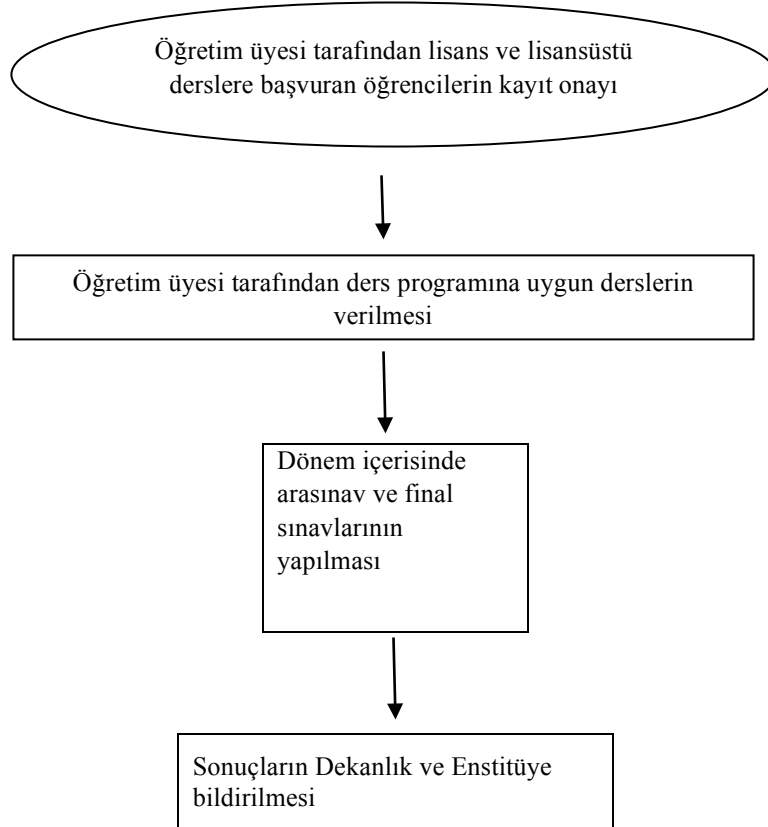 Öğretim üyesi tarafından lisans ve lisansüstü
derslere başvuran öğrencilerin kayıt onayı
Öğretim üyesi tarafından ders programına uygun derslerin
verilmesi
Dönem içerisinde
arasınav ve final
sınavlarının
yapılması
Sonuçların Dekanlık ve Enstitüye
bildirilmesi